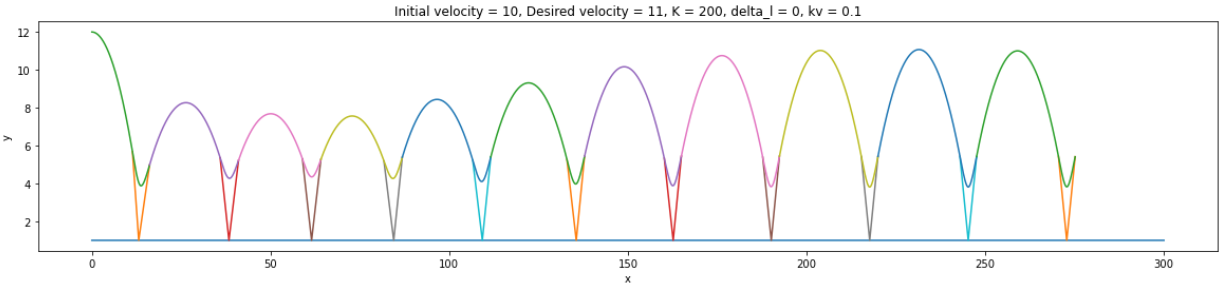 Initial velocity = 10, Desired velocity = 11, K = 200, delta_l = 0, kv = 0.1
12
10
8
6
4
2
y
0 50 100 150 200 250 300
x